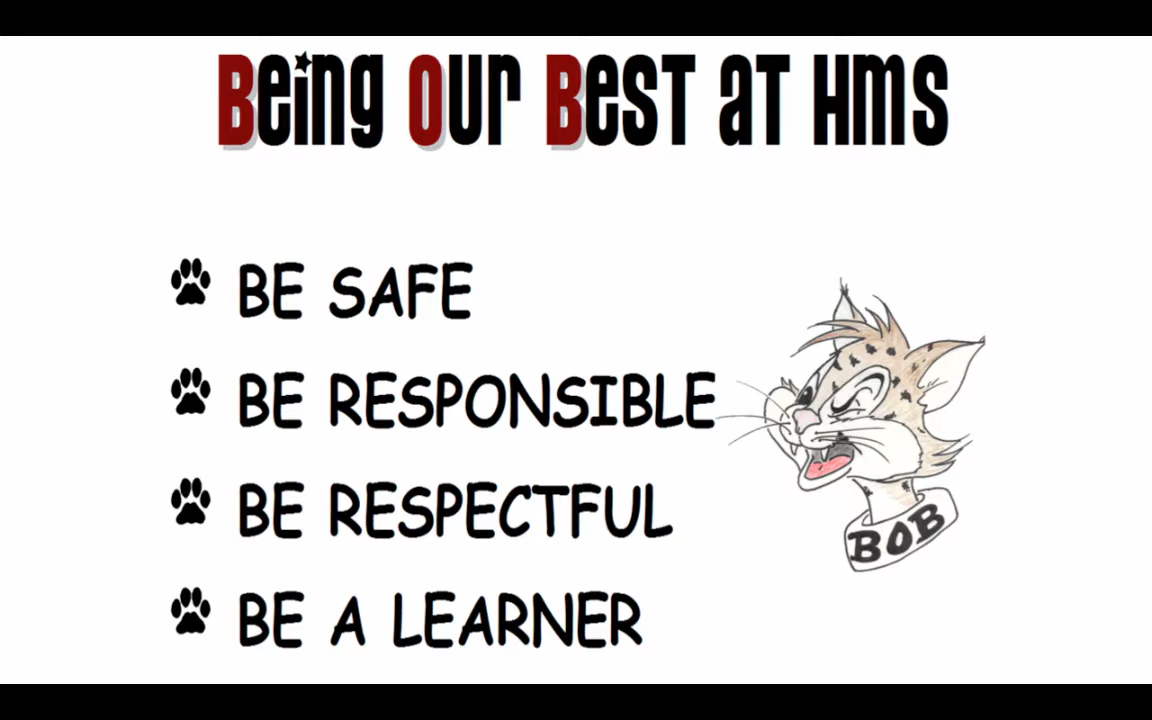 Being Our Best at HMS
BE SAFE
BE RESPONSIBLE
BE RESPECTFUL
BE A LEARNER
BOB